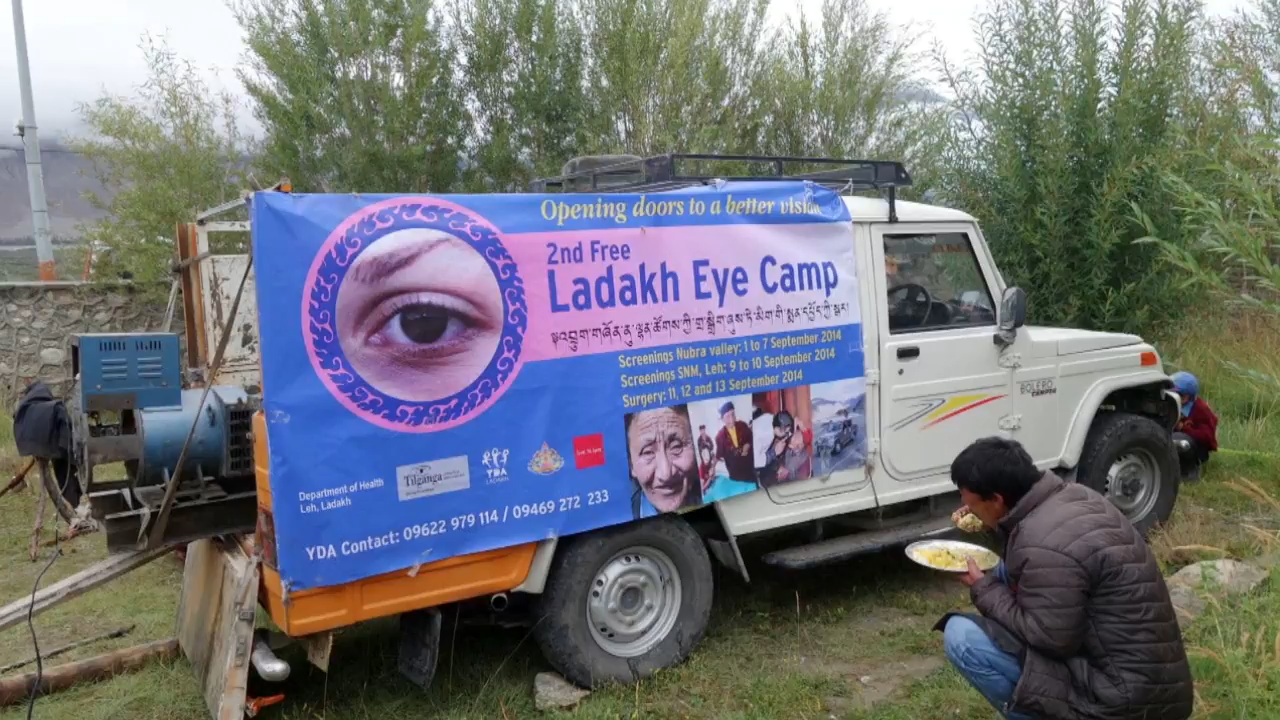 Opening doors to a better vision
2nd Free
Ladakh Eye Camp
Screenings Nubra valley: 1 to 7 September 2014
Screenings SNM, Leh: 9 to 10 September 2014
Surgery: 11, 12 and 13 September 2014
Department of Health
Leh, Ladakh
Tilganga
YDA
LADAKH
YDA Contact: 09622 979 114 / 09469 272 233
BOLERO
CAMPER